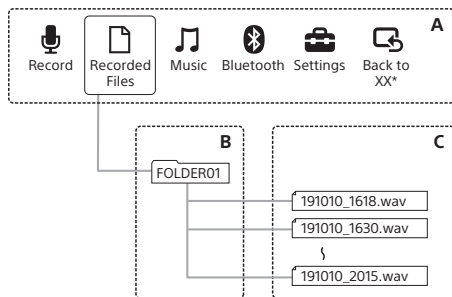 A
Record
Recorded
Files
Music
Bluetooth
Settings
Back to
XX*
B
C
FOLDER01
191010_1618.wav
191010_1630.wav
191010_2015.wav